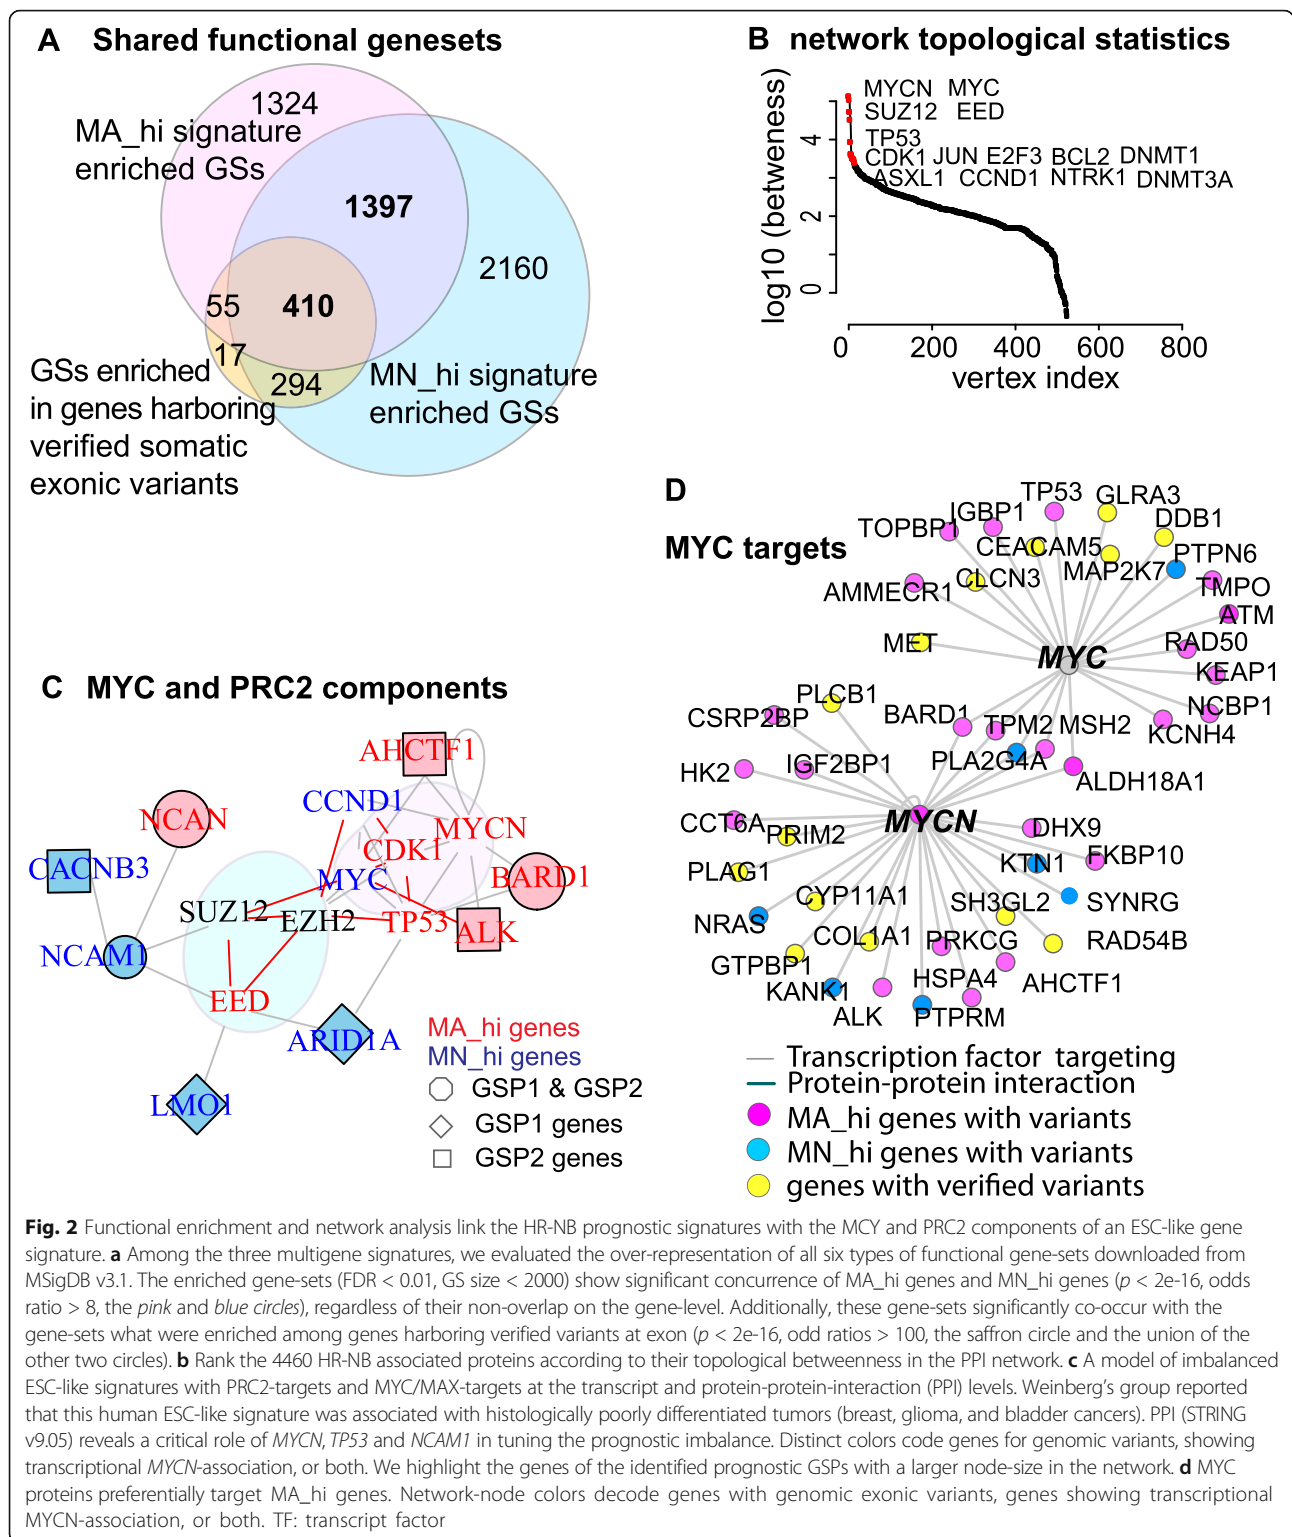 A Shared functional genesets
1324
MA_hi signature
enriched GSs
1397
2160
55
410
17
294
GSs enriched
in genes harboring
verified somatic
exonic variants
MN_hi signature
enriched GSs
B network topological statistics
MYCN MYC
SUZ12 EED
TP53
CDK1 JUN E2F3 BCL2 DNMT1
ASXL1 CCND1 NTRK1 DNMT3A
log10 (betweness)
4
2
0
0 200 400 600 800
vertex index
C MYC and PRC2 components
AHCTF1
CCND1
NCAN
MYCN
CDK1
CACNB3
MYC
BARD1
SUZ12
EZH2
TP53
ALK
NCAM1
EED
ARID1A
LMO1
MA_hi genes
MN_hi genes
GSP1 & GSP2
GSP1 genes
GSP2 genes
D
MYC targets
TP53
GLRA3
IGBP1
TOPBP1
DDB1
CEACAM5
PTPN6
MAP2K7
CLCN3
AMMECR1
TMPO
ATM
MET
RAD50
MYC
KEAP1
PLCB1
NCBP1
CSRP2BP
BARD1
TPM2
MSH2
KCNH4
PLA2G4A
HK2
IGF2BP1
ALDH18A1
CCT6A
MYCN
PRIM2
DHX9
FKBP10
PLAG1
KTN1
CYP11A1
SH3GL2
SYNRG
NRAS
COL1A1
PRKCG
RAD54B
GTPBP1
KANK1
HSPA4
AHCTF1
ALK
PTPRM
Transcription factor targeting
Protein-protein interaction
MA_hi genes with variants
MN_hi genes with variants
genes with verified variants
Fig. 2 Functional enrichment and network analysis link the HR-NB prognostic signatures with the MCY and PRC2 components of an ESC-like gene
signature. a Among the three multigene signatures, we evaluated the over-representation of all six types of functional gene-sets downloaded from
MSigDB v3.1. The enriched gene-sets (FDR < 0.01, GS size < 2000) show significant concurrence of MA_hi genes and MN_hi genes (p < 2e-16, odds
ratio > 8, the pink and blue circles), regardless of their non-overlap on the gene-level. Additionally, these gene-sets significantly co-occur with the
gene-sets what were enriched among genes harboring verified variants at exon (p < 2e-16, odd ratios > 100, the saffron circle and the union of the
other two circles). b Rank the 4460 HR-NB associated proteins according to their topological betweenness in the PPI network. c A model of imbalanced
ESC-like signatures with PRC2-targets and MYC/MAX-targets at the transcript and protein-protein-interaction (PPI) levels. Weinberg's group reported
that this human ESC-like signature was associated with histologically poorly differentiated tumors (breast, glioma, and bladder cancers). PPI (STRING
v9.05) reveals a critical role of MYCN, TP53 and NCAM1 in tuning the prognostic imbalance. Distinct colors code genes for genomic variants, showing
transcriptional MYCN-association, or both. We highlight the genes of the identified prognostic GSPs with a larger node-size in the network. d MYC
proteins preferentially target MA_hi genes. Network-node colors decode genes with genomic exonic variants, genes showing transcriptional
MYCN-association, or both. TF: transcript factor